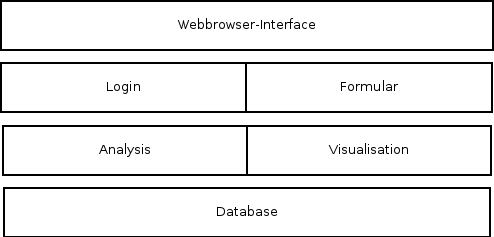 Webbrowser-Interface
Login
Formular
Analysis
Visualisation
Database